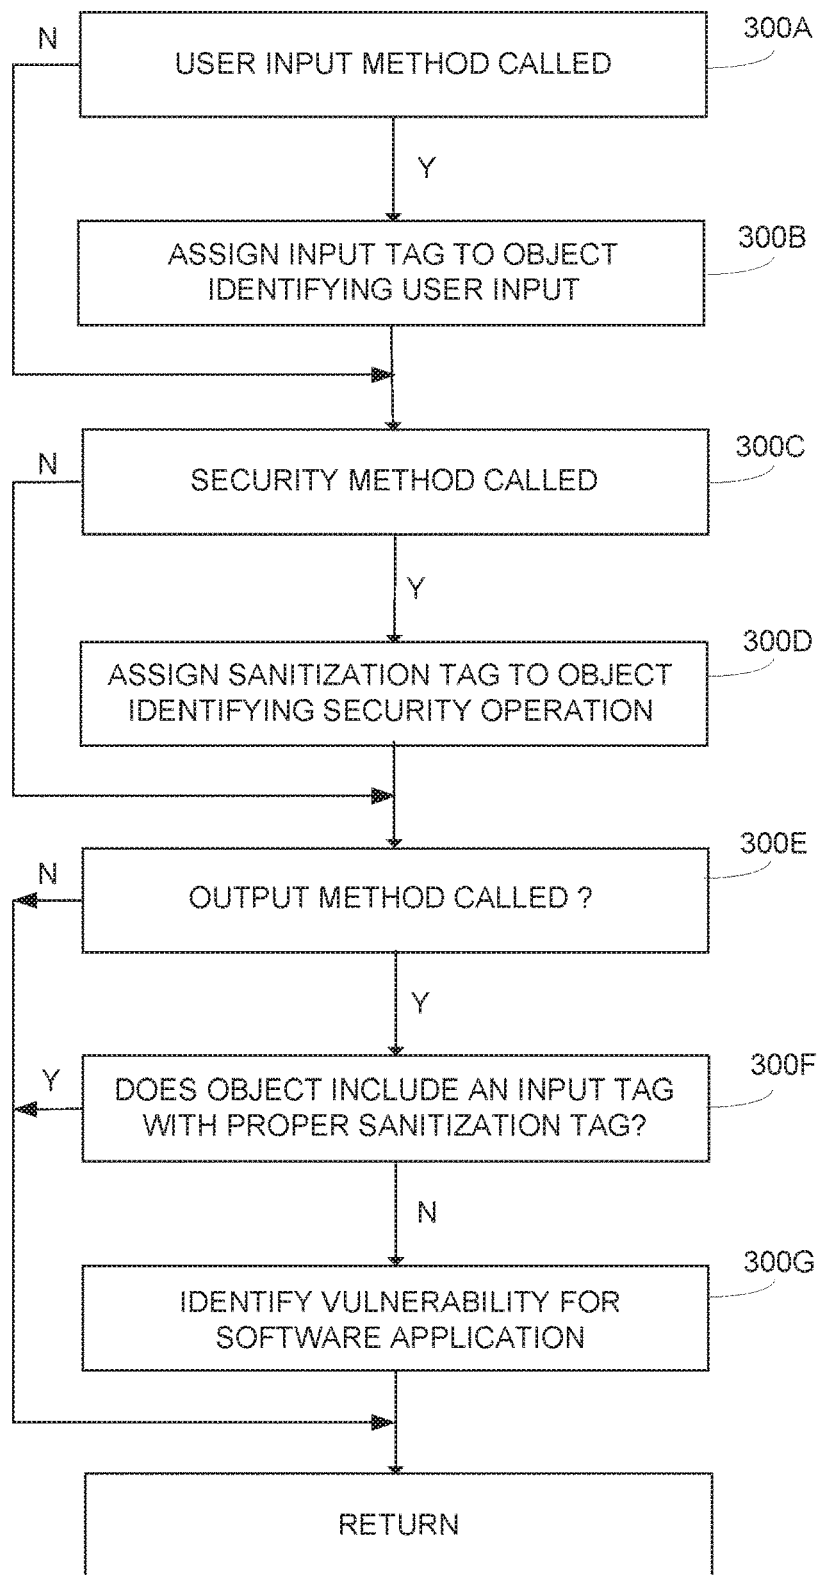 N
USER INPUT METHOD CALLED
300A
Y
ASSIGN INPUT TAG TO OBJECT
IDENTIFYING USER INPUT
300B
N
SECURITY METHOD CALLED
300C
Y
ASSIGN SANITIZATION TAG TO OBJECT
IDENTIFYING SECURITY OPERATION
300D
N
OUTPUT METHOD CALLED ?
300E
Y
Y
DOES OBJECT INCLUDE AN INPUT TAG
WITH PROPER SANITIZATION TAG?
300F
N
IDENTIFY VULNERABILITY FOR
SOFTWARE APPLICATION
300G
RETURN